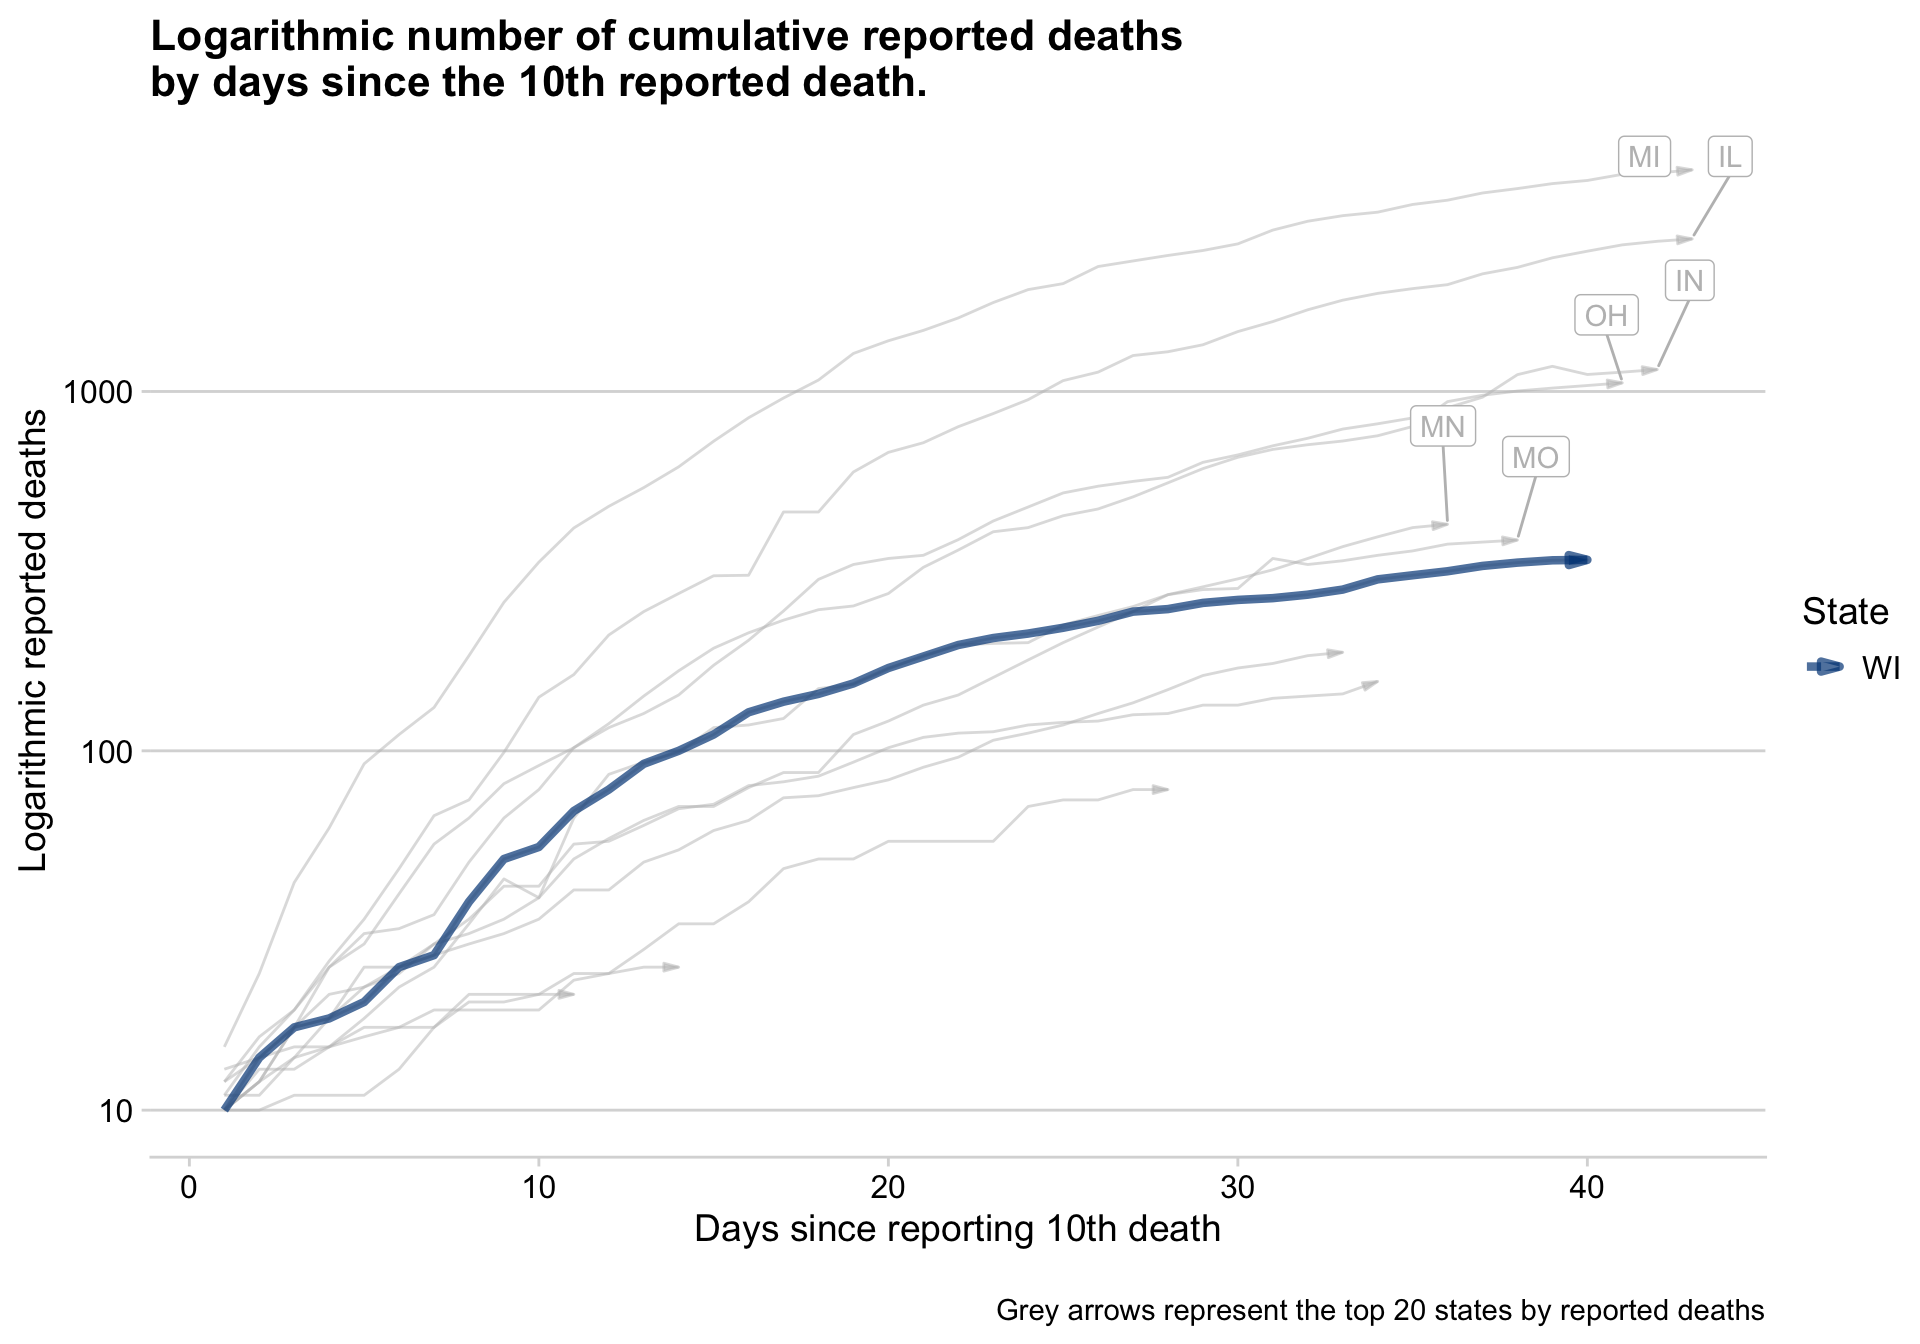 Logarithmic number of cumulative reported deaths
by days since the 10th reported death.
MI
IL
IN
OH
MN
MO
1000
100
10
Logarithmic reported deaths
State
WI
0 10 20 30 40
Days since reporting 10th death
Grey arrows represent the top 20 states by reported deaths